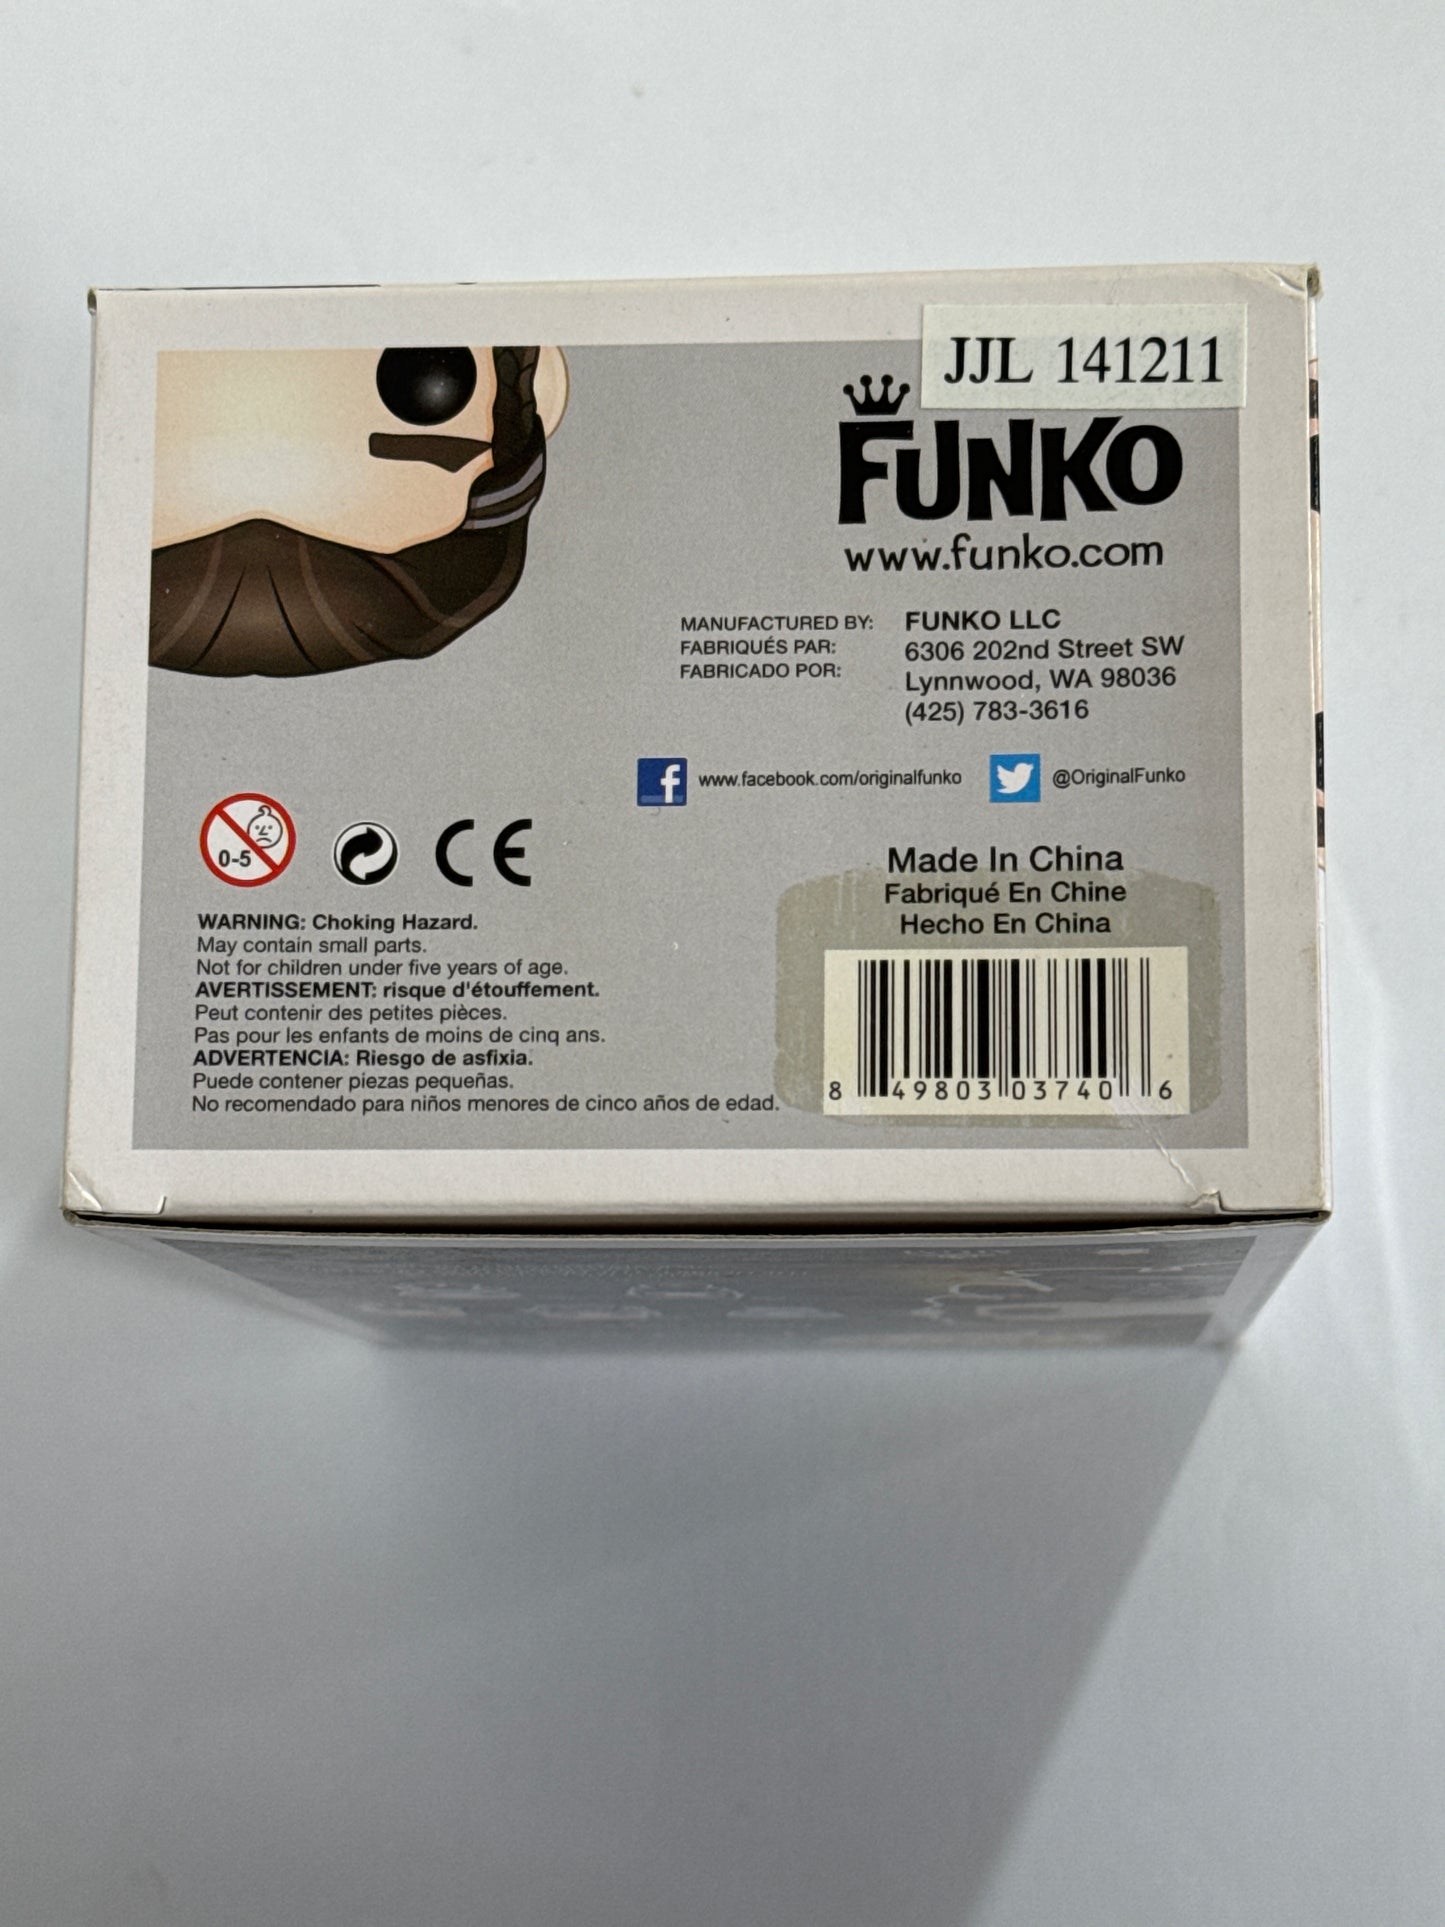 JJL 141211
FUNKO
www.funko.com
MANUFACTURED BY:
FABRIQUÉS PAR:
FABRICADO POR:
FUNKO LLC
6306 202nd Street SW
Lynnwood, WA 98036
(425) 783-3616
www.facebook.com/originalfunko
@OriginalFunko
0-5
CE
WARNING: Choking Hazard.
May contain small parts.
Not for children under five years of age.
AVERTISSEMENT: risque d'étouffement.
Peut contenir des petites pièces.
Pas pour les enfants de moins de cinq ans.
ADVERTENCIA: Riesgo de asfixia.
Puede contener piezas pequeñas.
No recomendado para niños menores de cinco años de edad.
Made In China
Fabriqué En Chine
Hecho En China
8 49803 03740 6